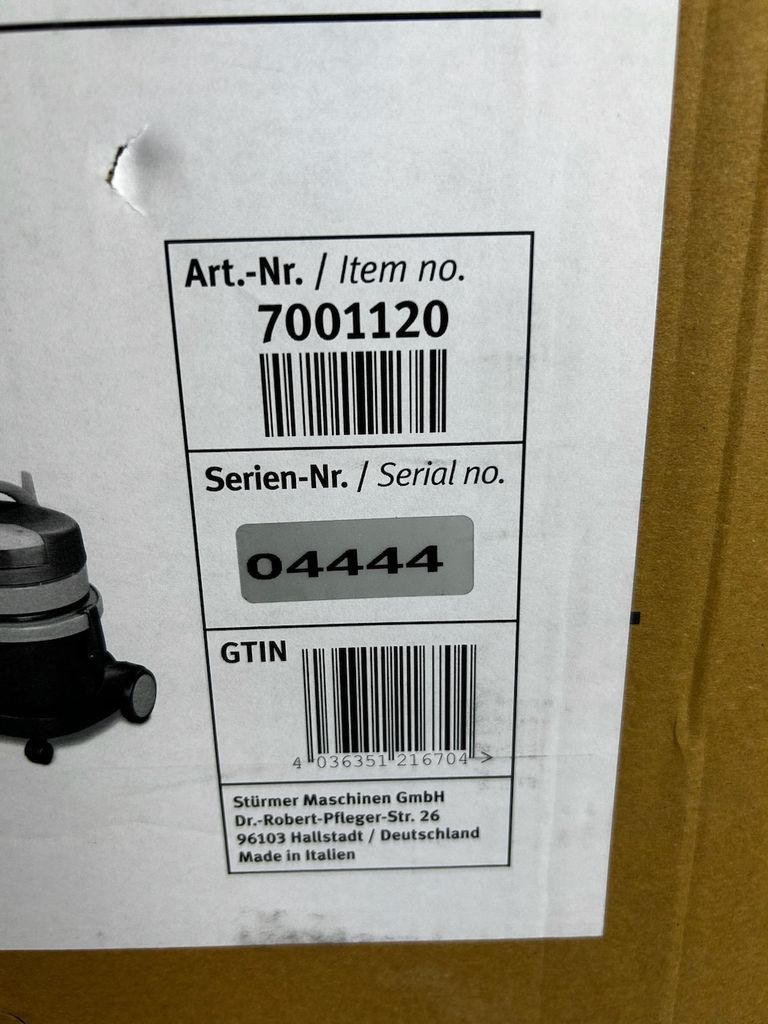 Art.-Nr. / Item no.
7001120
Serien-Nr. / Serial no.
04444
GTIN
4 036351 216704 >
Stürmer Maschinen GmbH
Dr.-Robert-Pfleger-Str. 26
96103 Hallstadt / Deutschland
Made in Italien